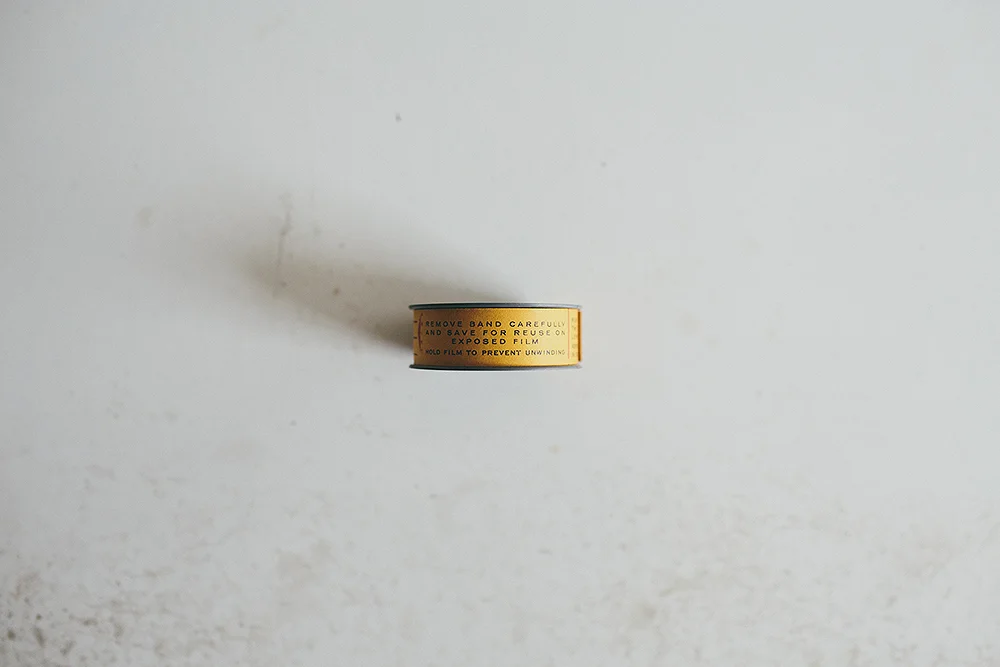 REMOVE BAND CAREFULLY
AND SAVE FOR REUSE ON
EXPOSED FILM
HOLD FILM TO PREVENT UNWINDING